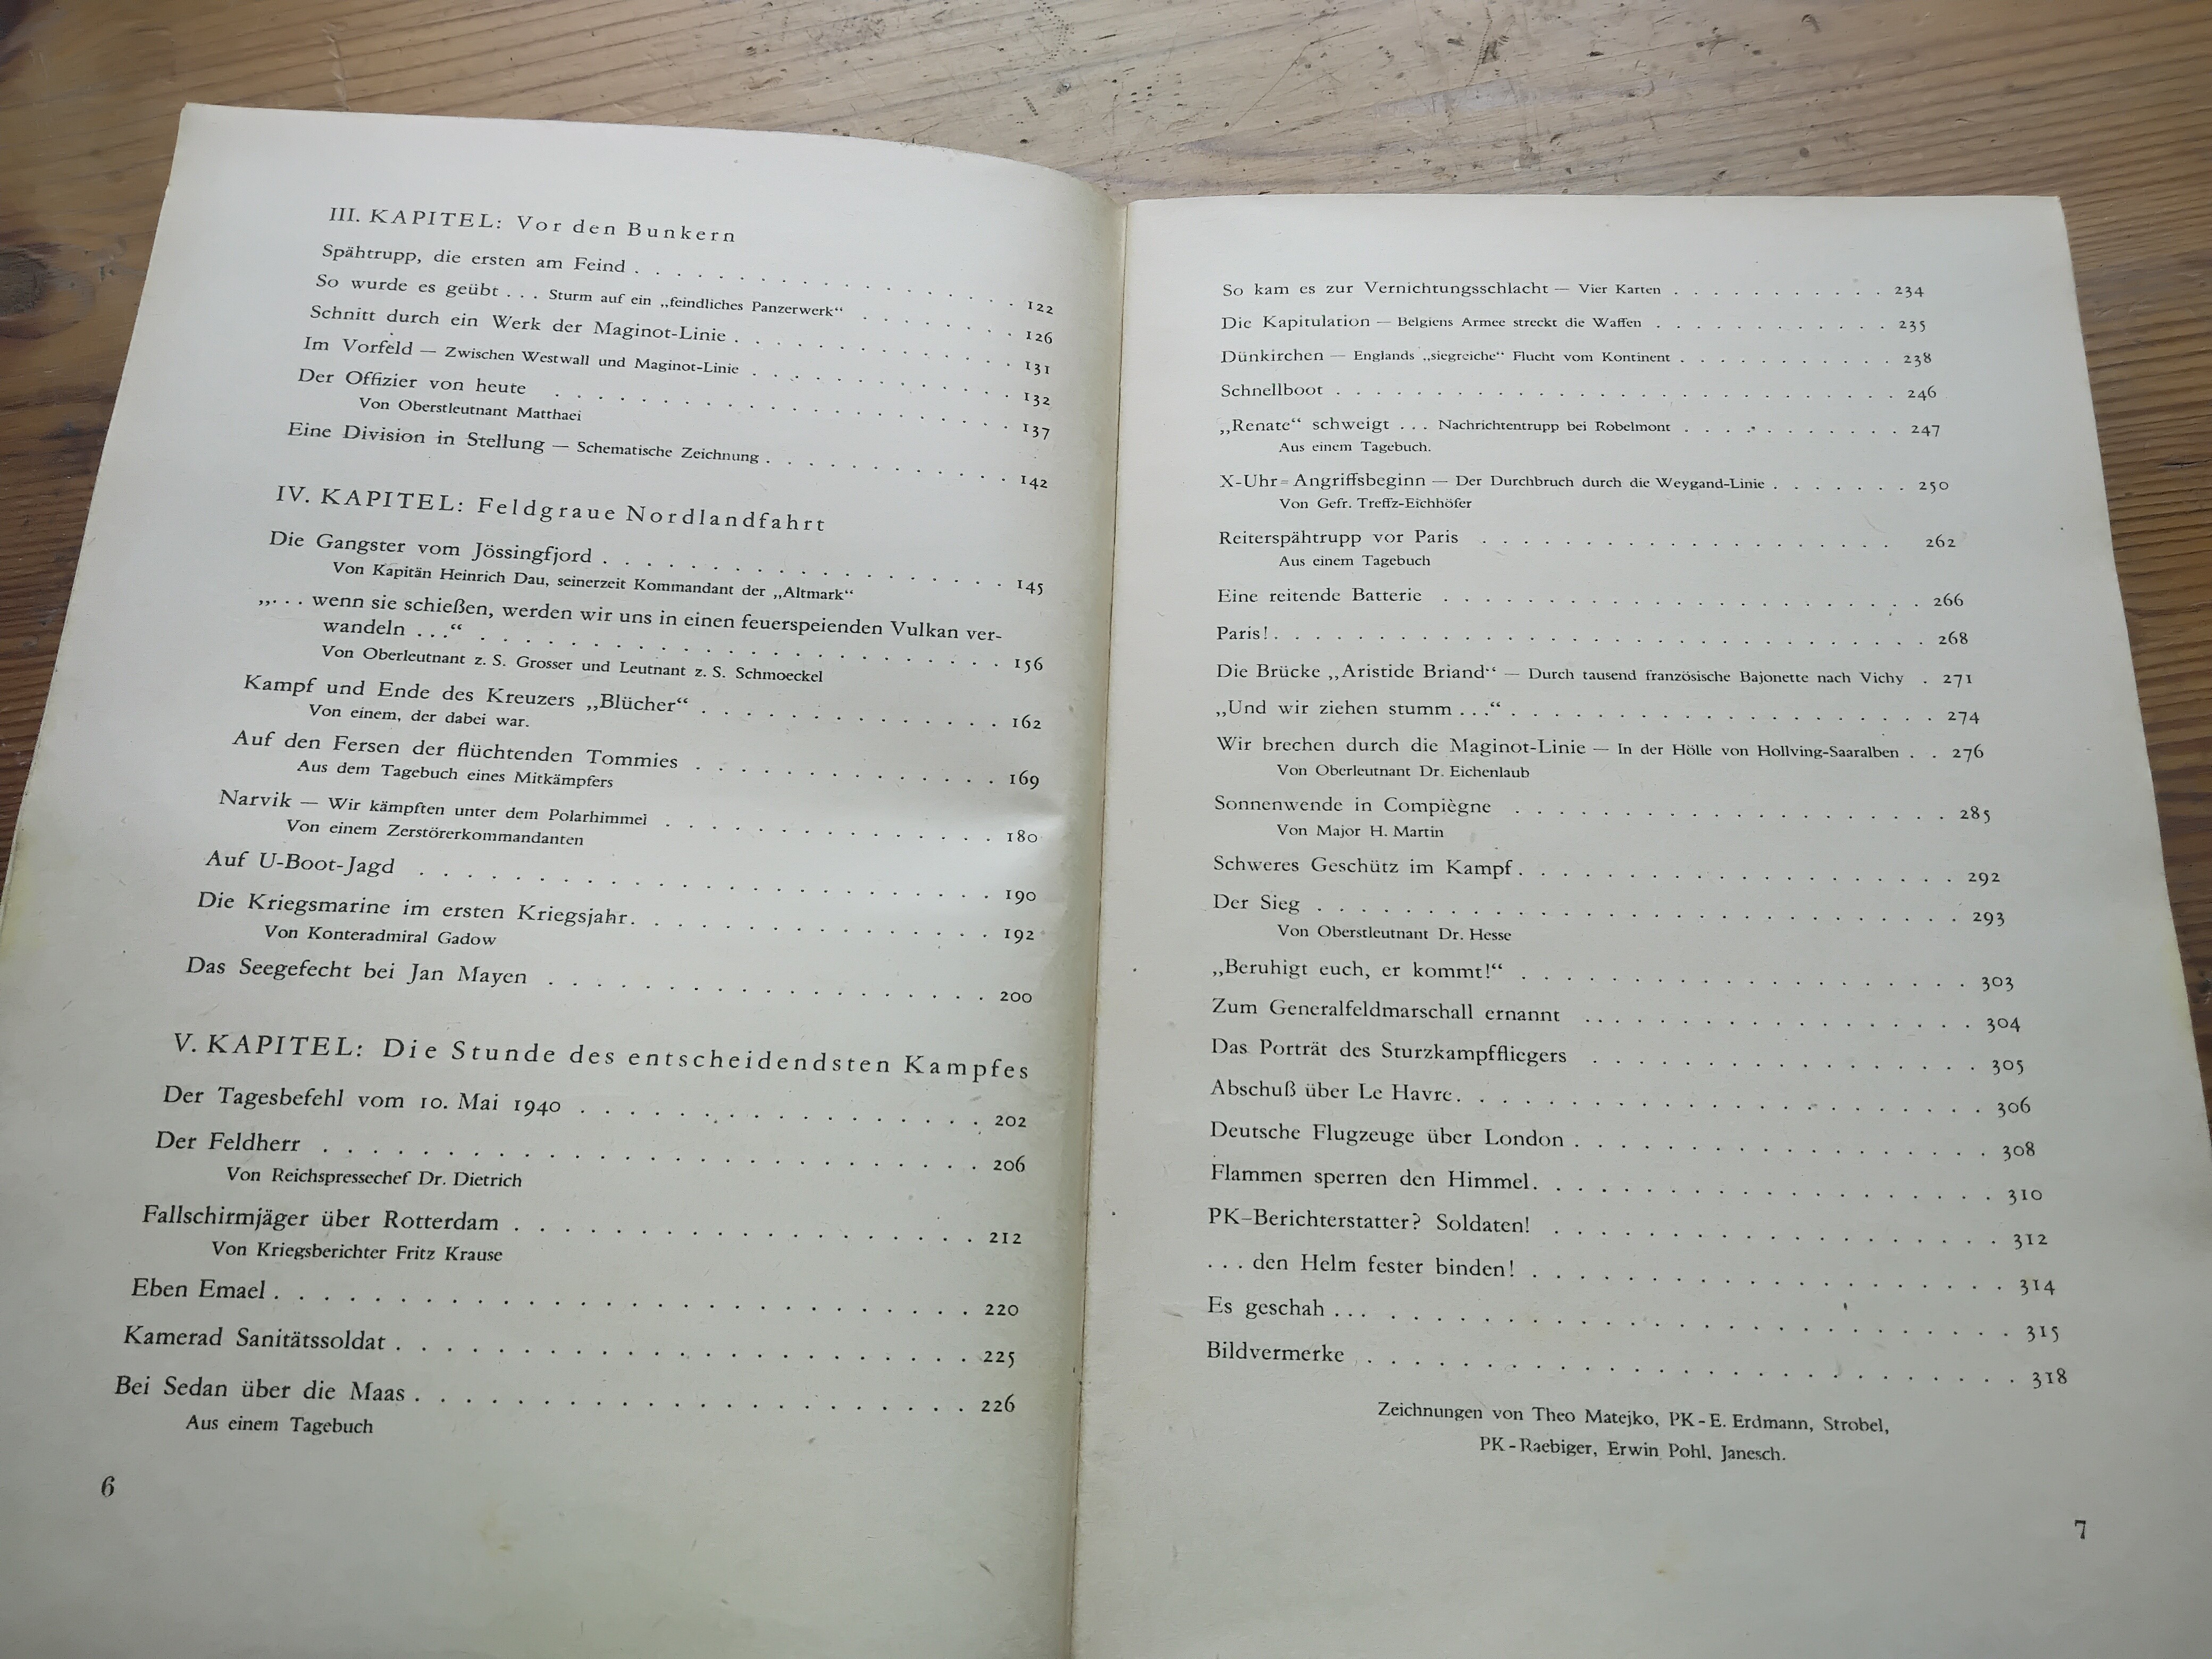 III. KAPITEL: Vor den Bunkern
Spähtrupp, die ersten am Feind . . . . . . . . . . . . . . . . 122
So wurde es geübt . . . Sturm auf ein „feindliches Panzerwerk“ . . . . . . . . 126
Schnitt durch ein Werk der Maginot-Linie . . . . . . . . . . . . 131
Im Vorfeld — Zwischen Westwall und Maginot-Linie . . . . . . . . . . . . 132
Der Offizier von heute . . . . . . . . . . . . . . . . . . 137
Von Oberstleutnant Matthaei
Eine Division in Stellung — Schematische Zeichnung . . . . . . . . . . . 142
IV. KAPITEL: Feldgraue Nordlandfahrt
Die Gangster vom Jössingfjord . . . . . . . . . . . . . . . . 145
Von Kapitän Heinrich Dau, seinerzeit Kommandant der „Altmark“
„. . . wenn sie schießen, werden wir uns in einen feuerspeienden Vulkan ver-
wandeln . . .“ . . . . . . . . . . . . . . . . . . . 156
Von Oberleutnant z. S. Grosser und Leutnant z. S. Schmoeckel
Kampf und Ende des Kreuzers „Blücher“ . . . . . . . . . . . . . 162
Von einem, der dabei war.
Auf den Fersen der flüchtenden Tommies . . . . . . . . . . . . . 169
Aus dem Tagebuch eines Mitkämpfers
Narvik — Wir kämpften unter dem Polarhimmel . . . . . . . . . . . . . 180
Von einem Zerstörerkommandanten
Auf U-Boot-Jagd . . . . . . . . . . . . . . . . . . . . 190
Die Kriegsmarine im ersten Kriegsjahr . . . . . . . . . . . . . . . 192
Von Konteradmiral Gadow
Das Seegefecht bei Jan Mayen . . . . . . . . . . . . . . . . . 200
V. KAPITEL: Die Stunde des entscheidendsten Kampfes
Der Tagesbefehl vom 10. Mai 1940 . . . . . . . . . . . . . . . . 202
Der Feldherr . . . . . . . . . . . . . . . . . . . . . . . . 206
Von Reichspressechef Dr. Dietrich
Fallschirmjäger über Rotterdam . . . . . . . . . . . . . . . . . . 212
Von Kriegsberichter Fritz Krause
Eben Emael . . . . . . . . . . . . . . . . . . . . . . . . . . 220
Kamerad Sanitätssoldat . . . . . . . . . . . . . . . . . . . . . . 225
Bei Sedan über die Maas . . . . . . . . . . . . . . . . . . . . . 226
Aus einem Tagebuch
6
So kam es zur Vernichtungsschlacht — Vier Karten . . . . . . . . . . . 234
Die Kapitulation — Belgiens Armee streckt die Waffen . . . . . . . . . . . 235
Dünkirchen — Englands „siegreiche“ Flucht vom Kontinent . . . . . . . . . . 238
Schnellboot . . . . . . . . . . . . . . . . . . . . . . . . 246
„Renate“ schweigt . . . Nachrichtentrupp bei Robelmont . . . . . . . . . . 247
Aus einem Tagebuch.
X-Uhr = Angriffsbeginn — Der Durchbruch durch die Weygand-Linie . . . . . . . 250
Von Gefr. Treffz-Eichhöfer
Reiterspähtrupp vor Paris . . . . . . . . . . . . . . . . . 262
Aus einem Tagebuch
Eine reitende Batterie . . . . . . . . . . . . . . . . . . . . 266
Paris! . . . . . . . . . . . . . . . . . . . . . . . . . . 268
Die Brücke „Aristide Briand“ — Durch tausend französische Bajonette nach Vichy . 271
„Und wir ziehen stumm . . .“ . . . . . . . . . . . . . . . . . 274
Wir brechen durch die Maginot-Linie — In der Hölle von Hollving-Saaralben . . 276
Von Oberleutnant Dr. Eichenlaub
Sonnenwende in Compiègne . . . . . . . . . . . . . . . . . 285
Von Major H. Martin
Schweres Geschütz im Kampf . . . . . . . . . . . . . . . . . . 292
Der Sieg . . . . . . . . . . . . . . . . . . . . . . . . . 293
Von Oberstleutnant Dr. Hesse
„Beruhigt euch, er kommt!“ . . . . . . . . . . . . . . . . . . 303
Zum Generalfeldmarschall ernannt . . . . . . . . . . . . . . . . 304
Das Porträt des Sturzkampffliegers . . . . . . . . . . . . . . . . 305
Abschuß über Le Havre . . . . . . . . . . . . . . . . . . . . . 306
Deutsche Flugzeuge über London . . . . . . . . . . . . . . . . . 308
Flammen sperren den Himmel . . . . . . . . . . . . . . . . . . . 310
PK-Berichterstatter? Soldaten! . . . . . . . . . . . . . . . . . . 312
. . . den Helm fester binden! . . . . . . . . . . . . . . . . . . . 314
Es geschah . . . . . . . . . . . . . . . . . . . . . . . . . . . 315
Bildvermerke . . . . . . . . . . . . . . . . . . . . . . . . . 318
Zeichnungen von Theo Matejko, PK-E. Erdmann, Strobel,
PK-Raebiger, Erwin Pohl, Janesch.
7